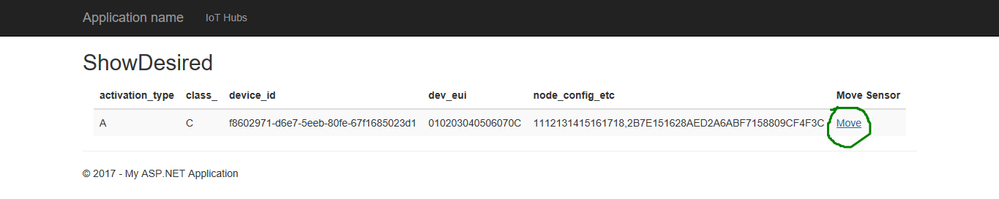 Application name IoT Hubs
ShowDesired
activation_type class_ device_id dev_eui node_config_etc Move Sensor
A C f8602971-d6e7-5eeb-80fe-67f1685023d1 010203040506070C 1112131415161718,2B7E151628AED2A6ABF7158809CF4F3C Move
© 2017 - My ASP.NET Application